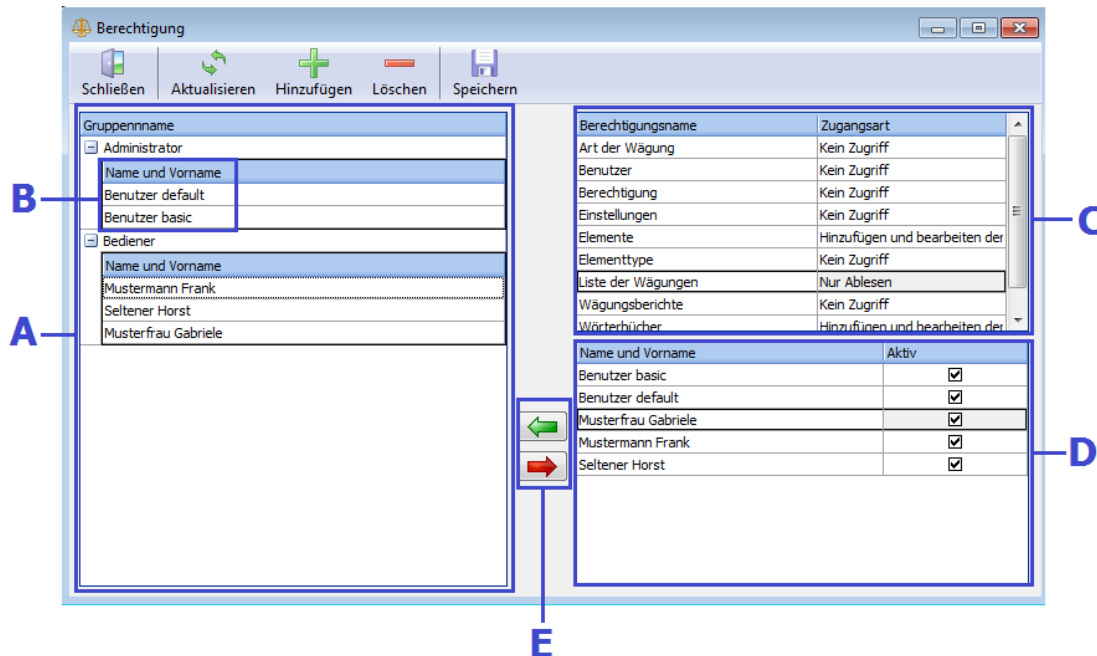 Berechtigung
Schließen Aktualisieren Hinzufügen Löschen Speichern
Gruppennname
Administrator
Name und Vorname
Benutzer default
Benutzer basic
Bediener
Name und Vorname
Mustermann Frank
Seltener Horst
Musterfrau Gabriele
Berechtigungsname Zugangsart
Art der Wägung Kein Zugriff
Benutzer Kein Zugriff
Berechtigung Kein Zugriff
Einstellungen Kein Zugriff
Elemente Hinzufügen und bearbeiten der
Elementtype Kein Zugriff
Liste der Wägungen Nur Ablesen
Wägungsberichte Kein Zugriff
Wörterbücher Hinzufügen und bearbeiten der
Name und Vorname Aktiv
Benutzer basic
Benutzer default
Musterfrau Gabriele
Mustermann Frank
Seltener Horst
A
B
C
D
E